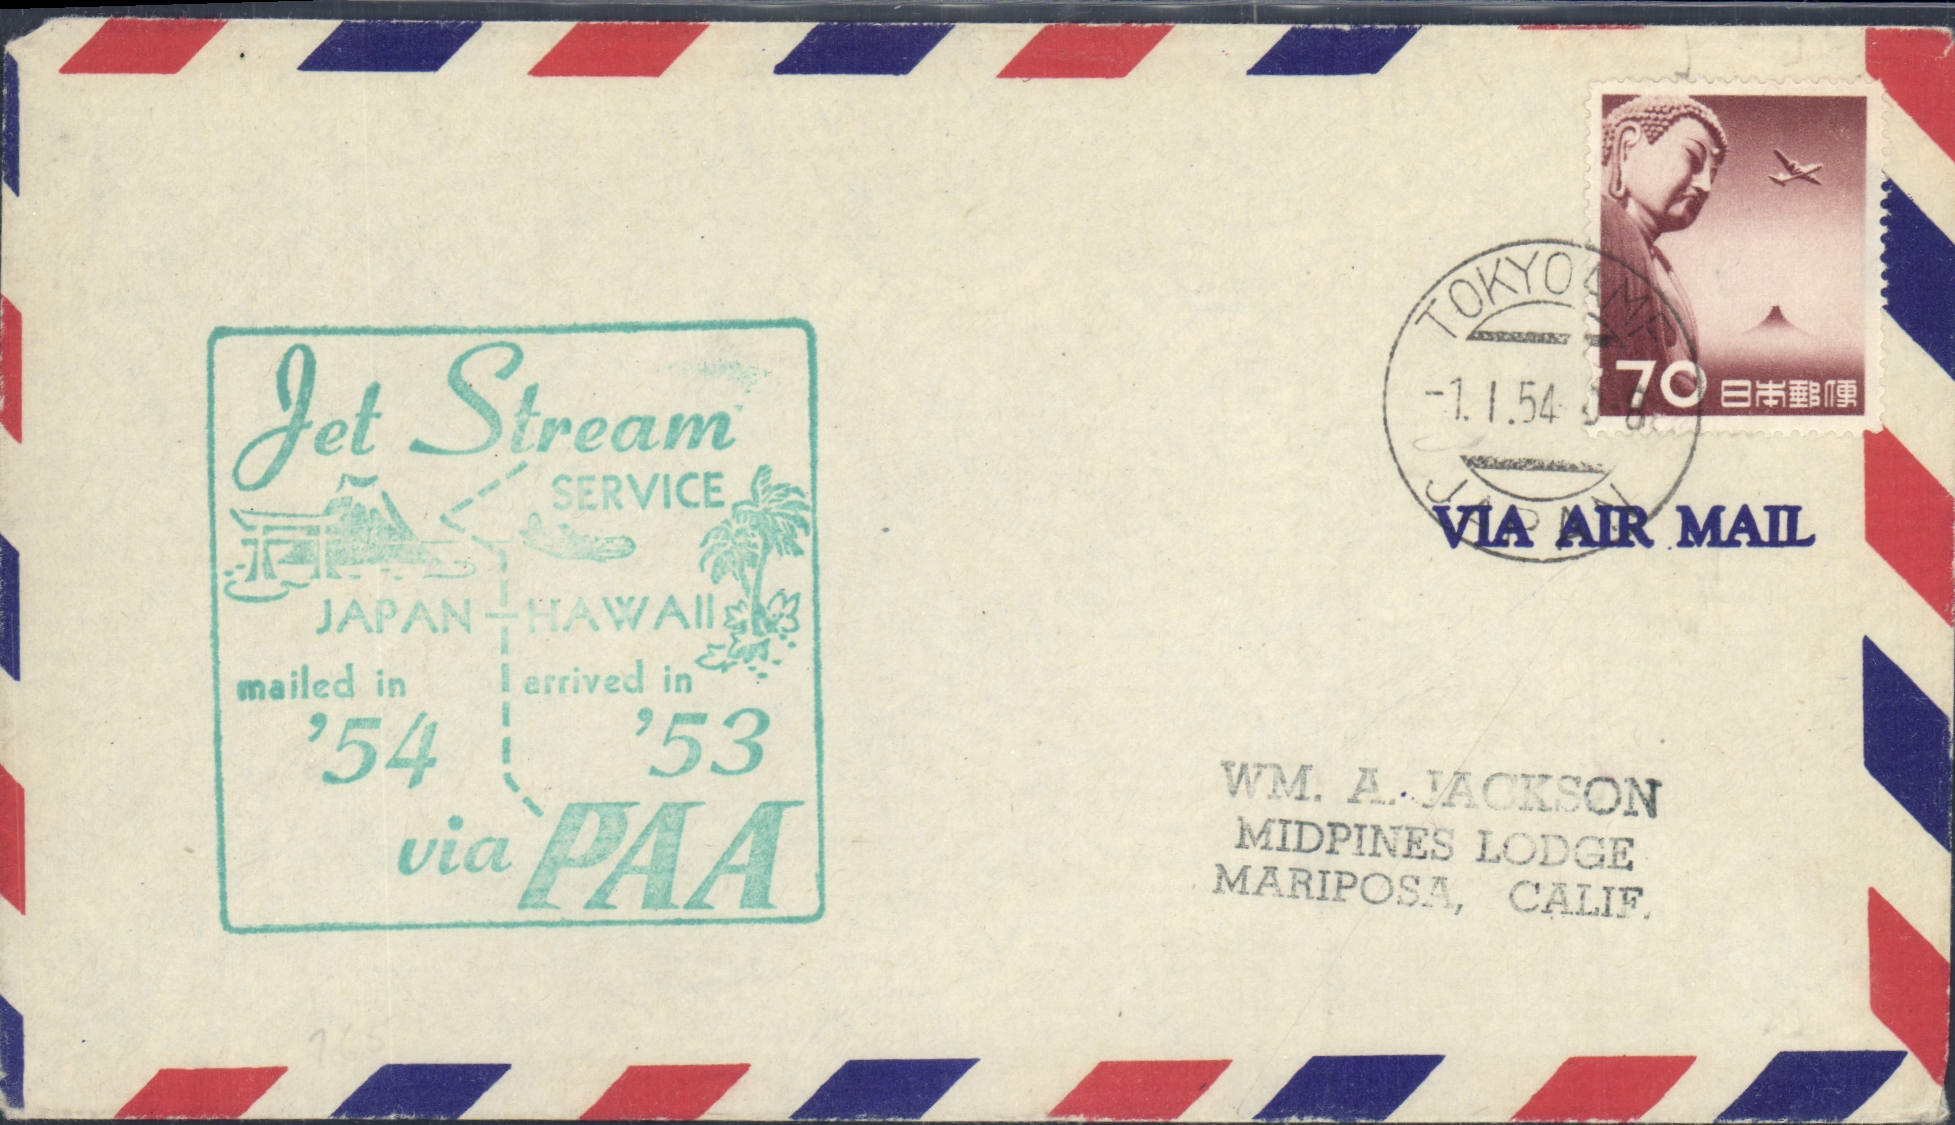 Jet Stream
SERVICE
JAPAN - HAWAII
mailed in arrived in
'54 '53
via PAA
70 日本郵便
TOKYO
-1.1.54
JAPAN
VIA AIR MAIL
WM. A. JACKSON
MIDPINES LODGE
MARIPOSA, CALIF.